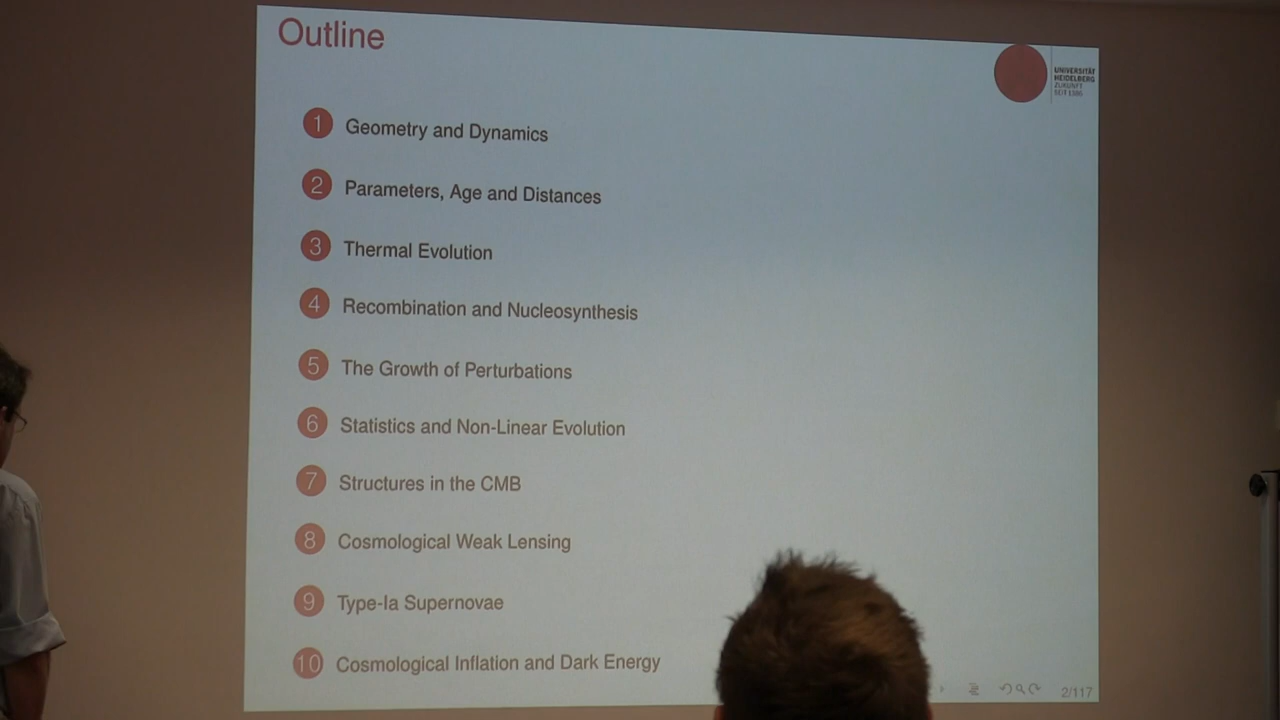 Outline
UNIVERSITÄT
HEIDELBERG
ZUKUNFT
SEIT 1386
1 Geometry and Dynamics
2 Parameters, Age and Distances
3 Thermal Evolution
4 Recombination and Nucleosynthesis
5 The Growth of Perturbations
6 Statistics and Non-Linear Evolution
7 Structures in the CMB
8 Cosmological Weak Lensing
9 Type-Ia Supernovae
10 Cosmological Inflation and Dark Energy
2/117